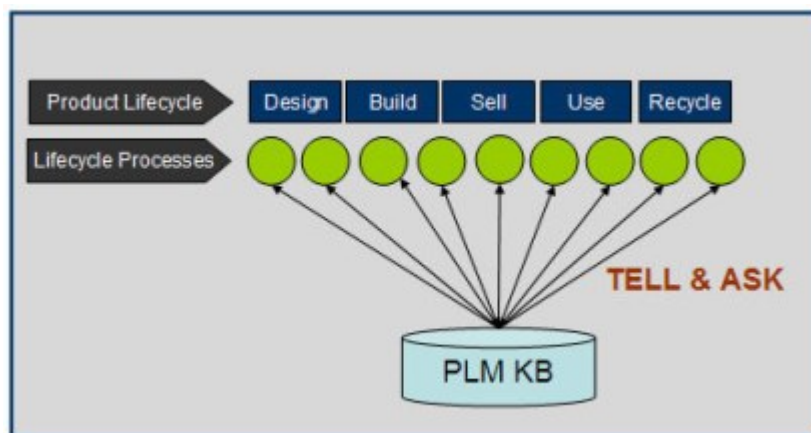 Product Lifecycle Design Build Sell Use Recycle
Lifecycle Processes
TELL & ASK
PLM KB